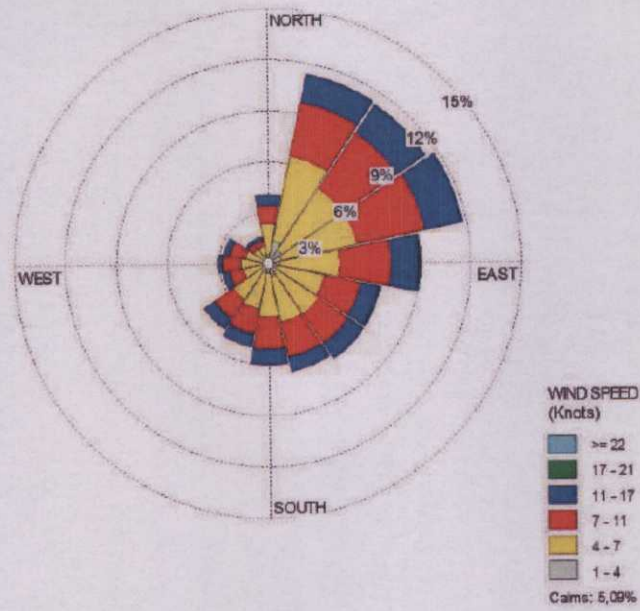 NORTH
15%
12%
9%
6%
3%
WEST
EAST
SOUTH
WIND SPEED
(Knots)
>= 22
17 - 21
11 - 17
7 - 11
4 - 7
1 - 4
Calms: 5,09%